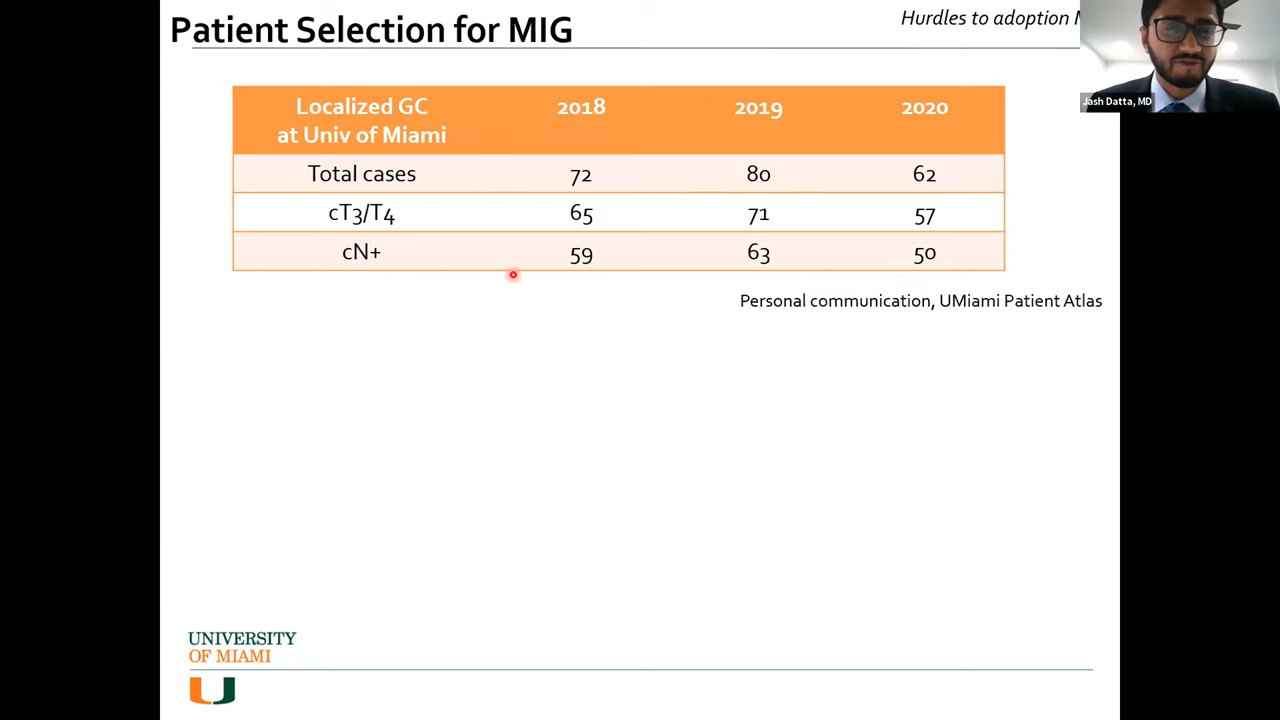 Patient Selection for MIG
Hurdles to adoption
Jash Datta, MD
Localized GC at Univ of Miami 2018 2019 2020
Total cases 72 80 62
cT3/T4 65 71 57
cN+ 59 63 50
Personal communication, UMiami Patient Atlas
UNIVERSITY
OF MIAMI